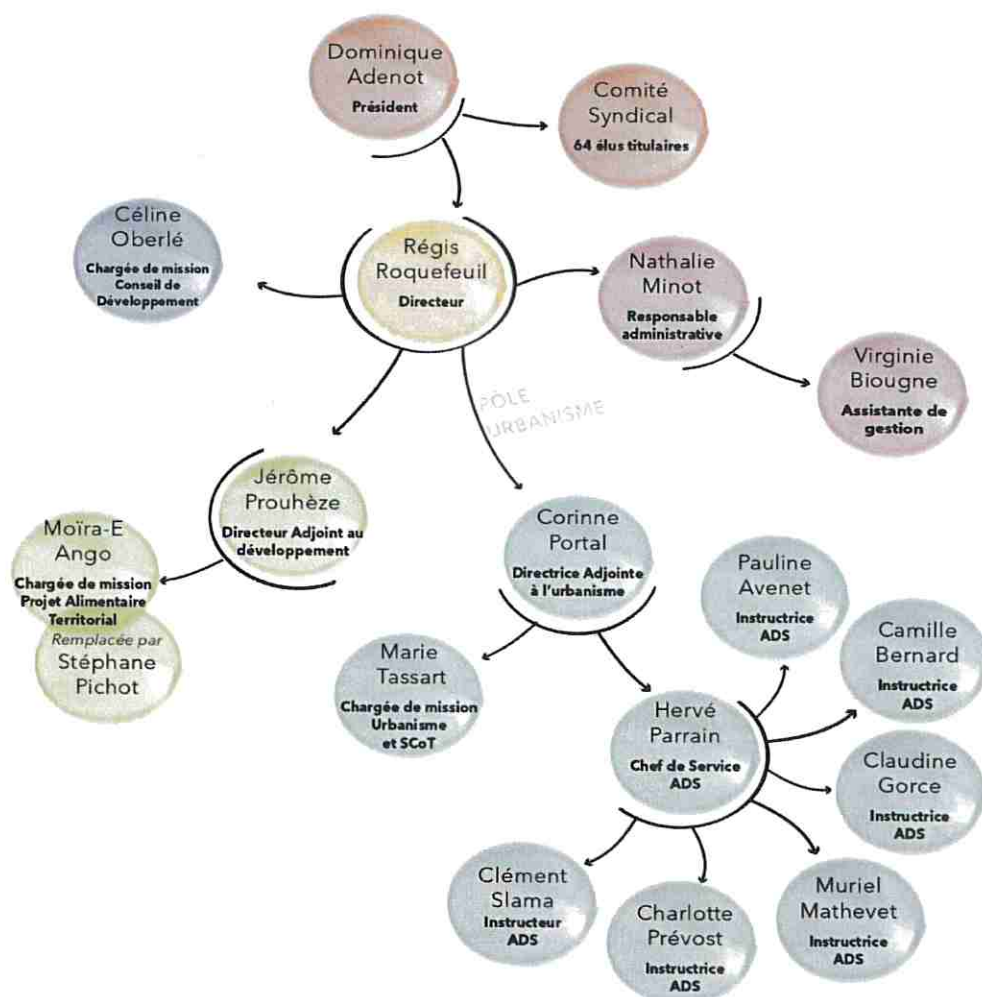 Dominique
Adenot
Président
Comité
Syndical
64 élus titulaires
Céline
Oberlé
Chargée de mission
Conseil de
Développement
Régis
Roquefeuil
Directeur
Nathalie
Minot
Responsable
administrative
Virginie
Biougne
Assistante de
gestion
PÔLE
URBANISME
Jérôme
Prouhèze
Directeur Adjoint au
développement
Moïra-E
Ango
Chargée de mission
Projet Alimentaire
Territorial
Remplacée par
Stéphane
Pichot
Corinne
Portal
Directrice Adjointe
à l'urbanisme
Marie
Tassart
Chargée de mission
Urbanisme
et SCoT
Pauline
Avenet
Instructrice
ADS
Camille
Bernard
Instructrice
ADS
Hervé
Parrain
Chef de Service
ADS
Claudine
Gorce
Instructrice
ADS
Clément
Slama
Instructeur
ADS
Charlotte
Prévost
Instructrice
ADS
Muriel
Mathevet
Instructrice
ADS